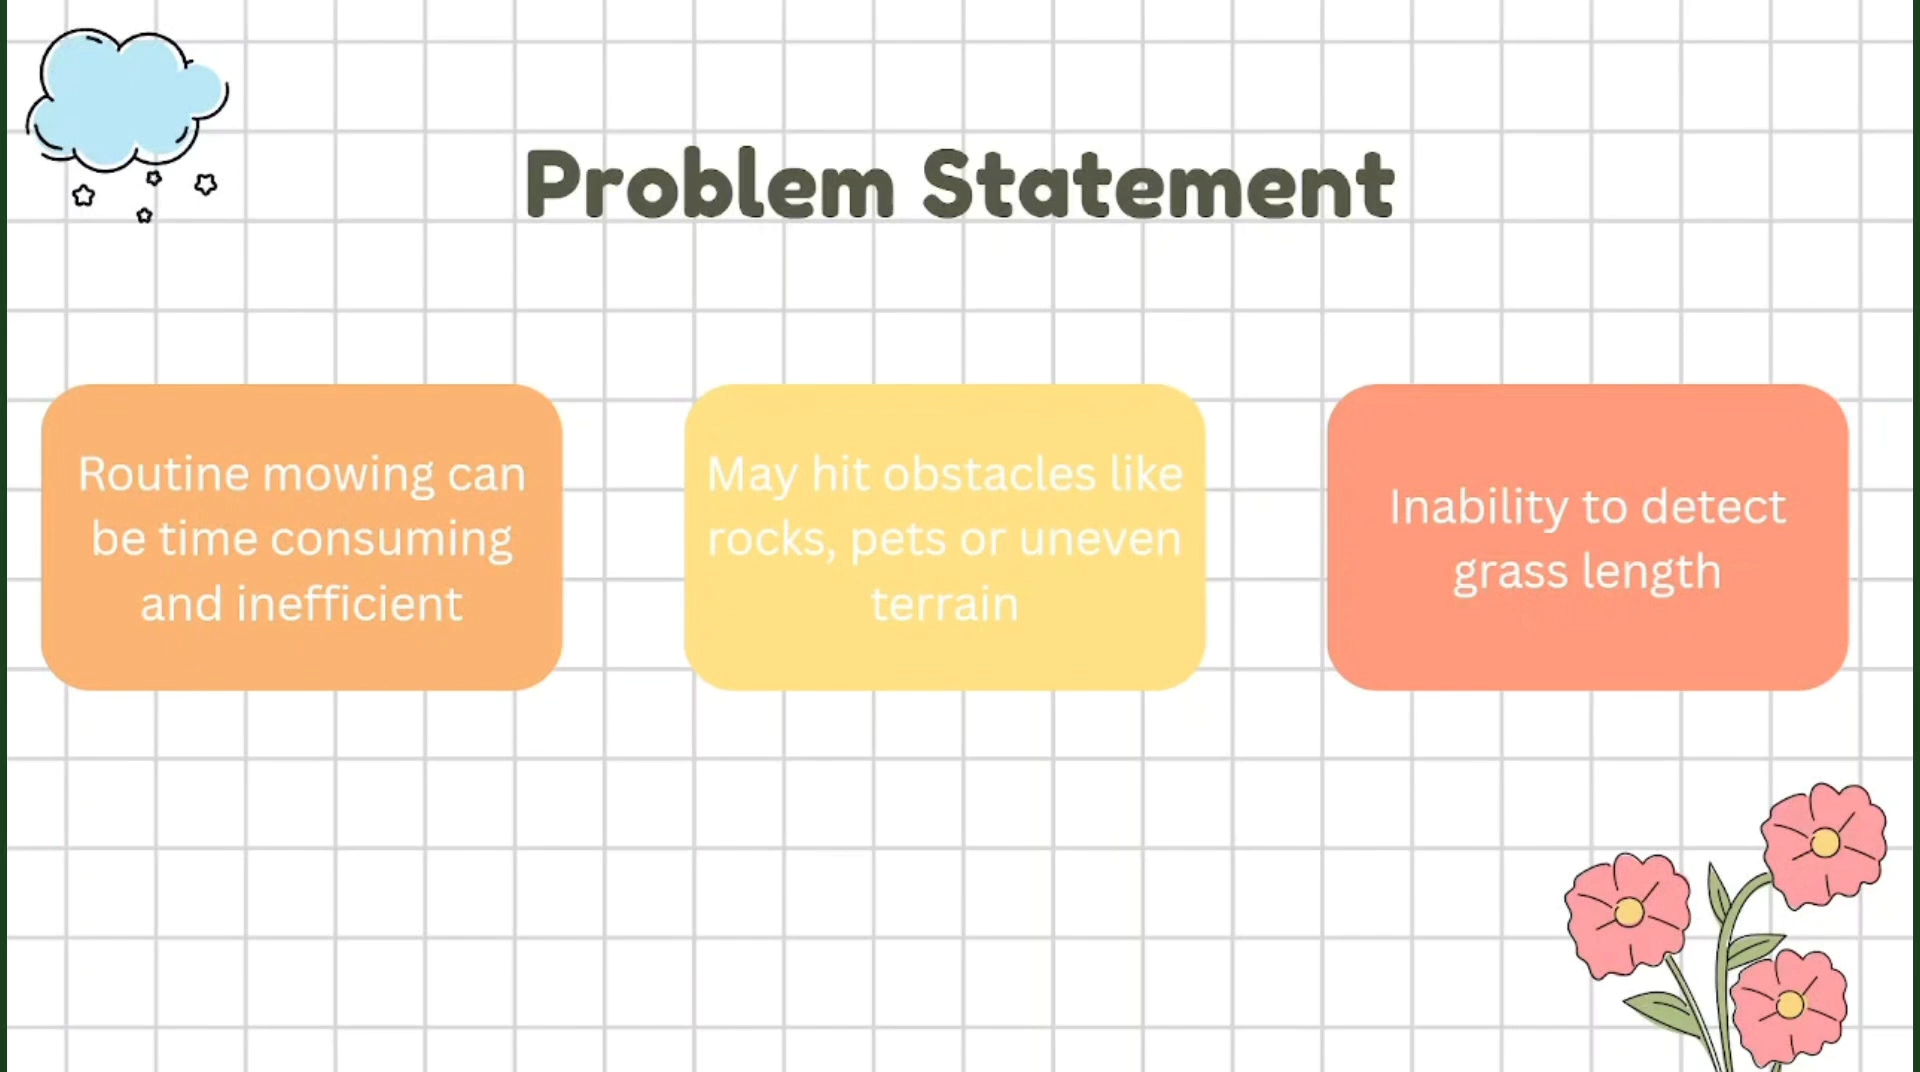 Problem Statement
Routine mowing can
be time consuming
and inefficient
May hit obstacles like
rocks, pets or uneven
terrain
Inability to detect
grass length